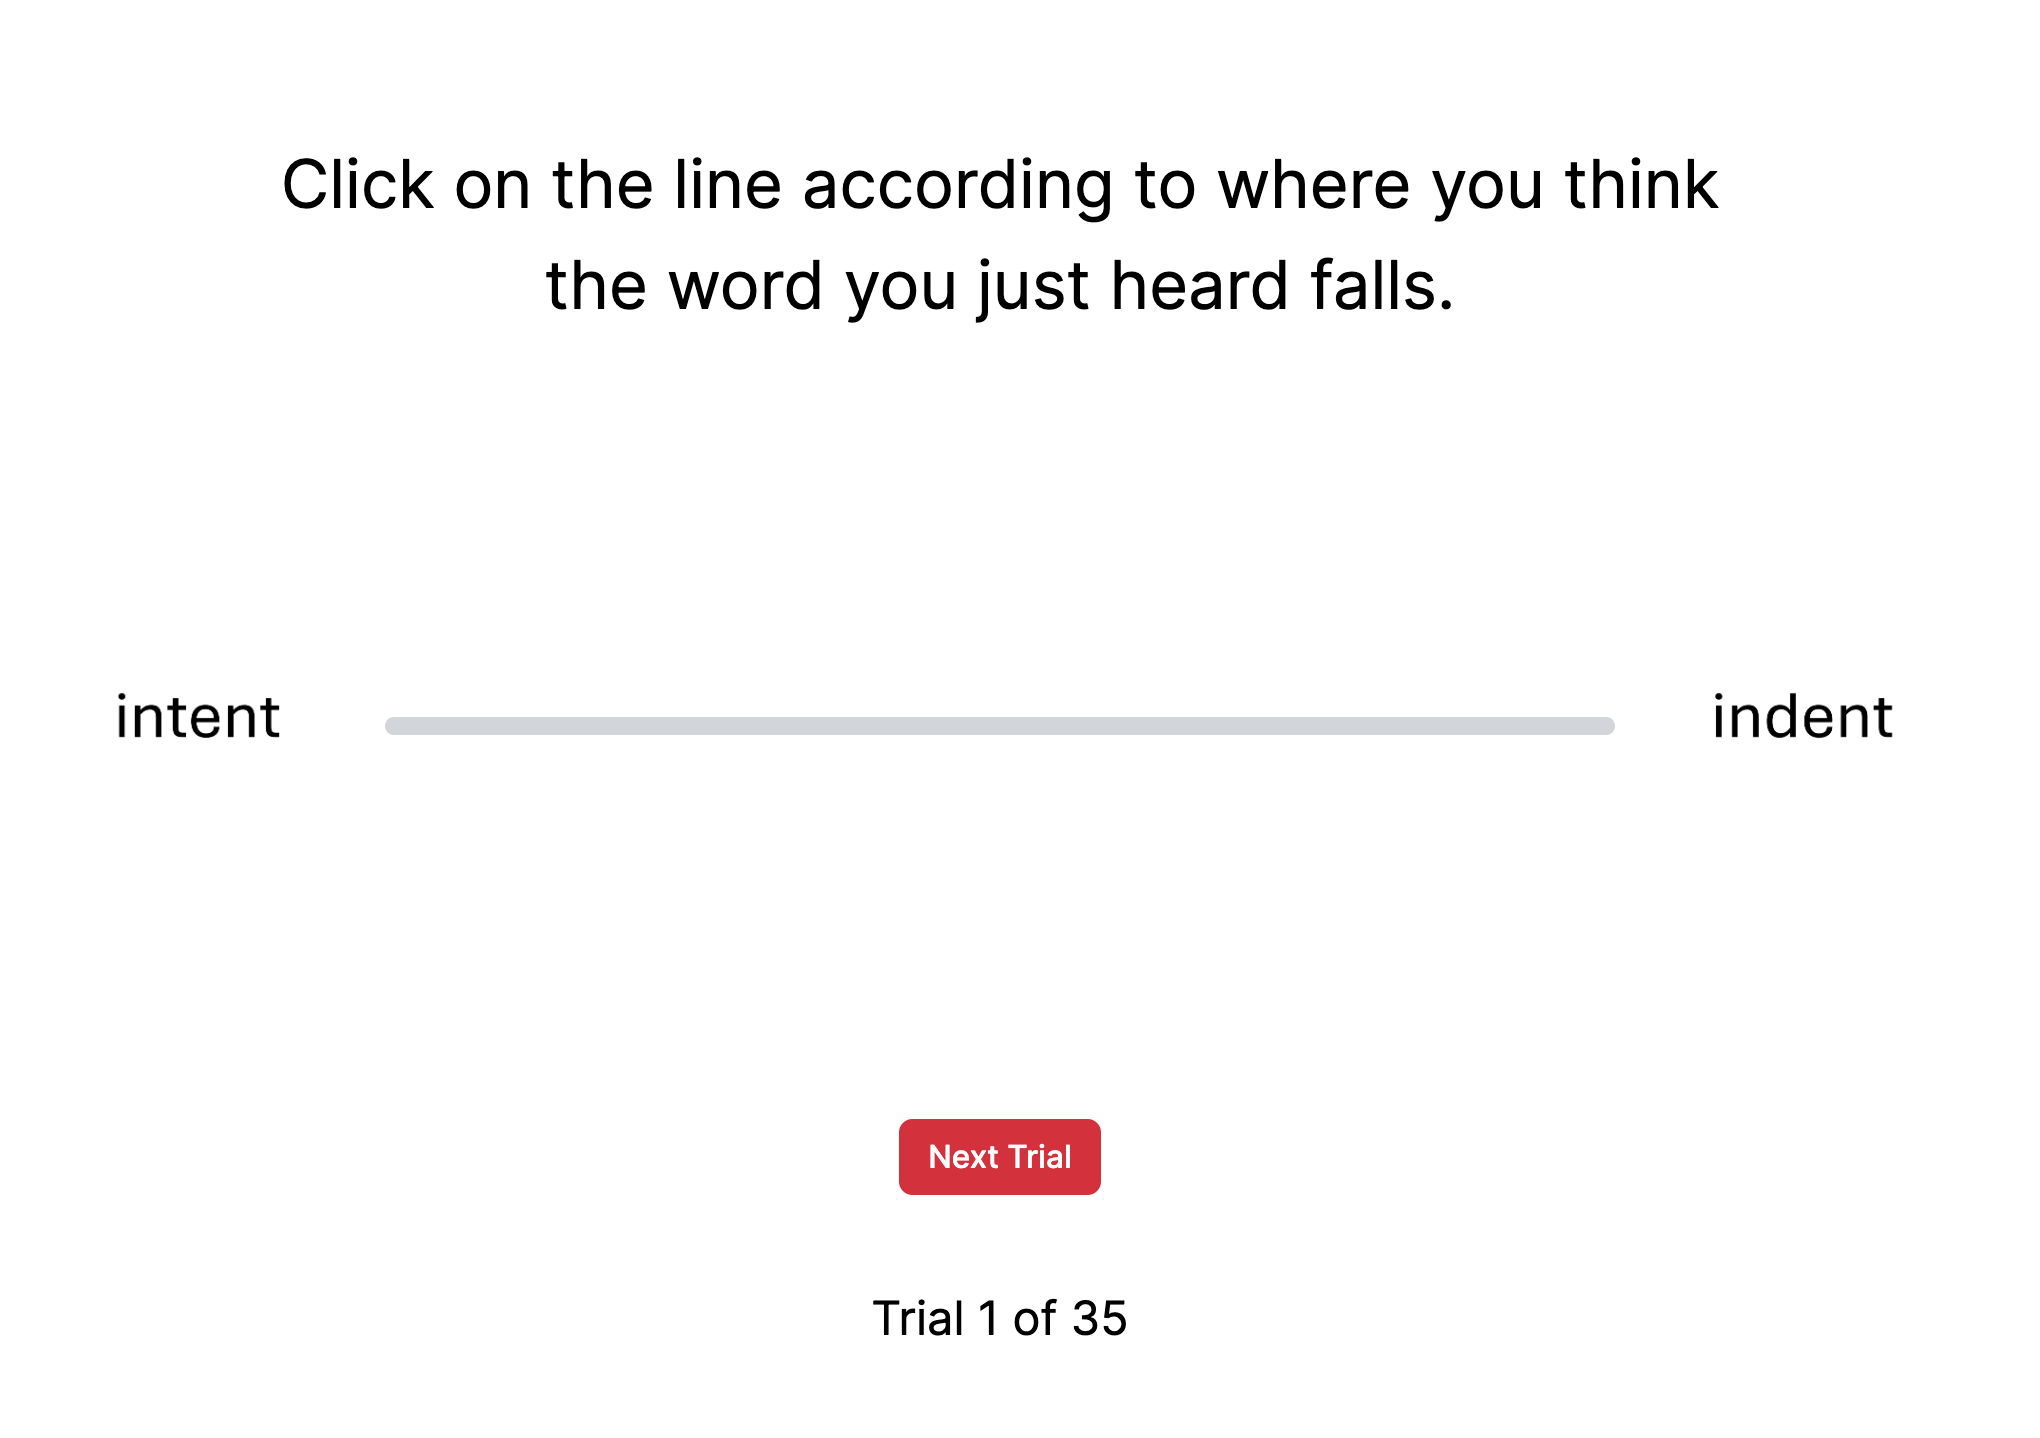 Click on the line according to where you think
the word you just heard falls.
intent
indent
Next Trial
Trial 1 of 35